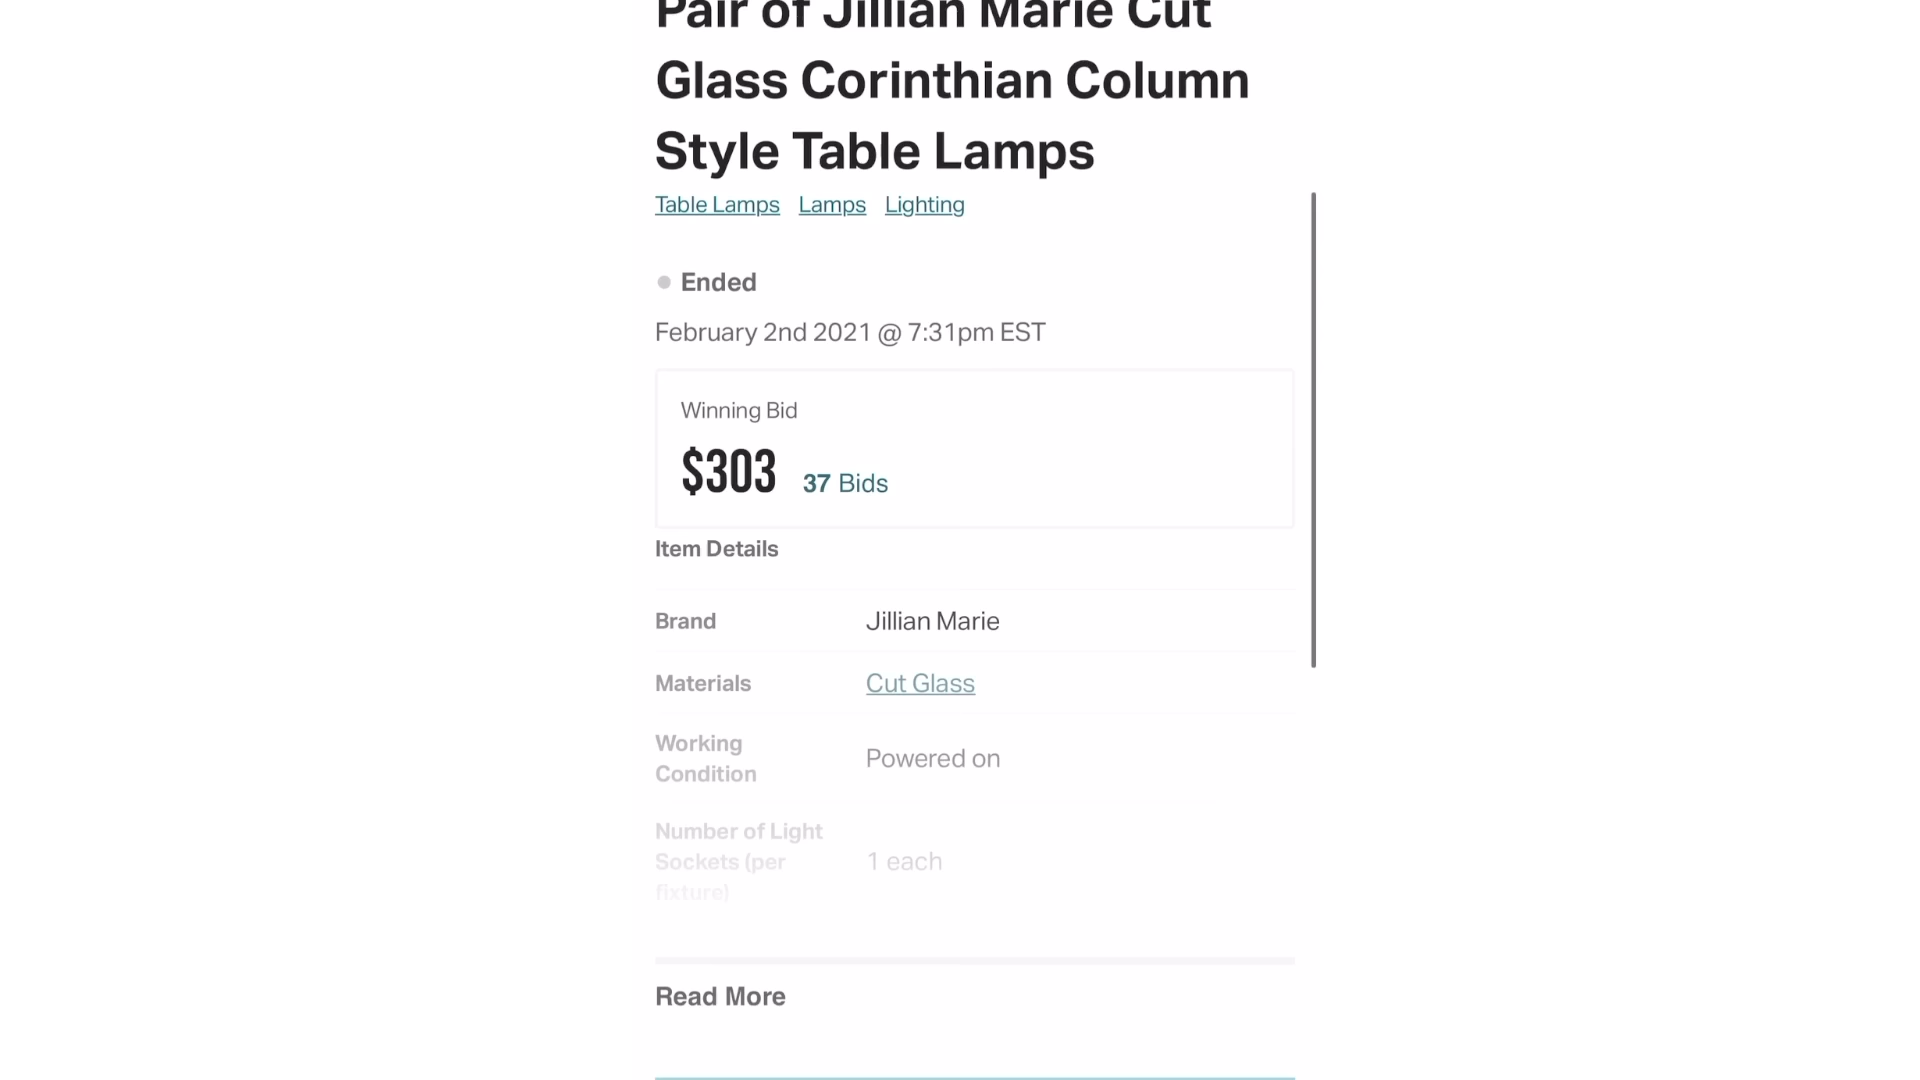 Pair of Jillian Marie Cut
Glass Corinthian Column
Style Table Lamps
Table Lamps Lamps Lighting
Ended
February 2nd 2021 @ 7:31pm EST
Winning Bid
$303 37 Bids
Item Details
Brand Jillian Marie
Materials Cut Glass
Working
Condition
Powered on
Number of Light
Sockets (per
fixture)
1 each
Read More